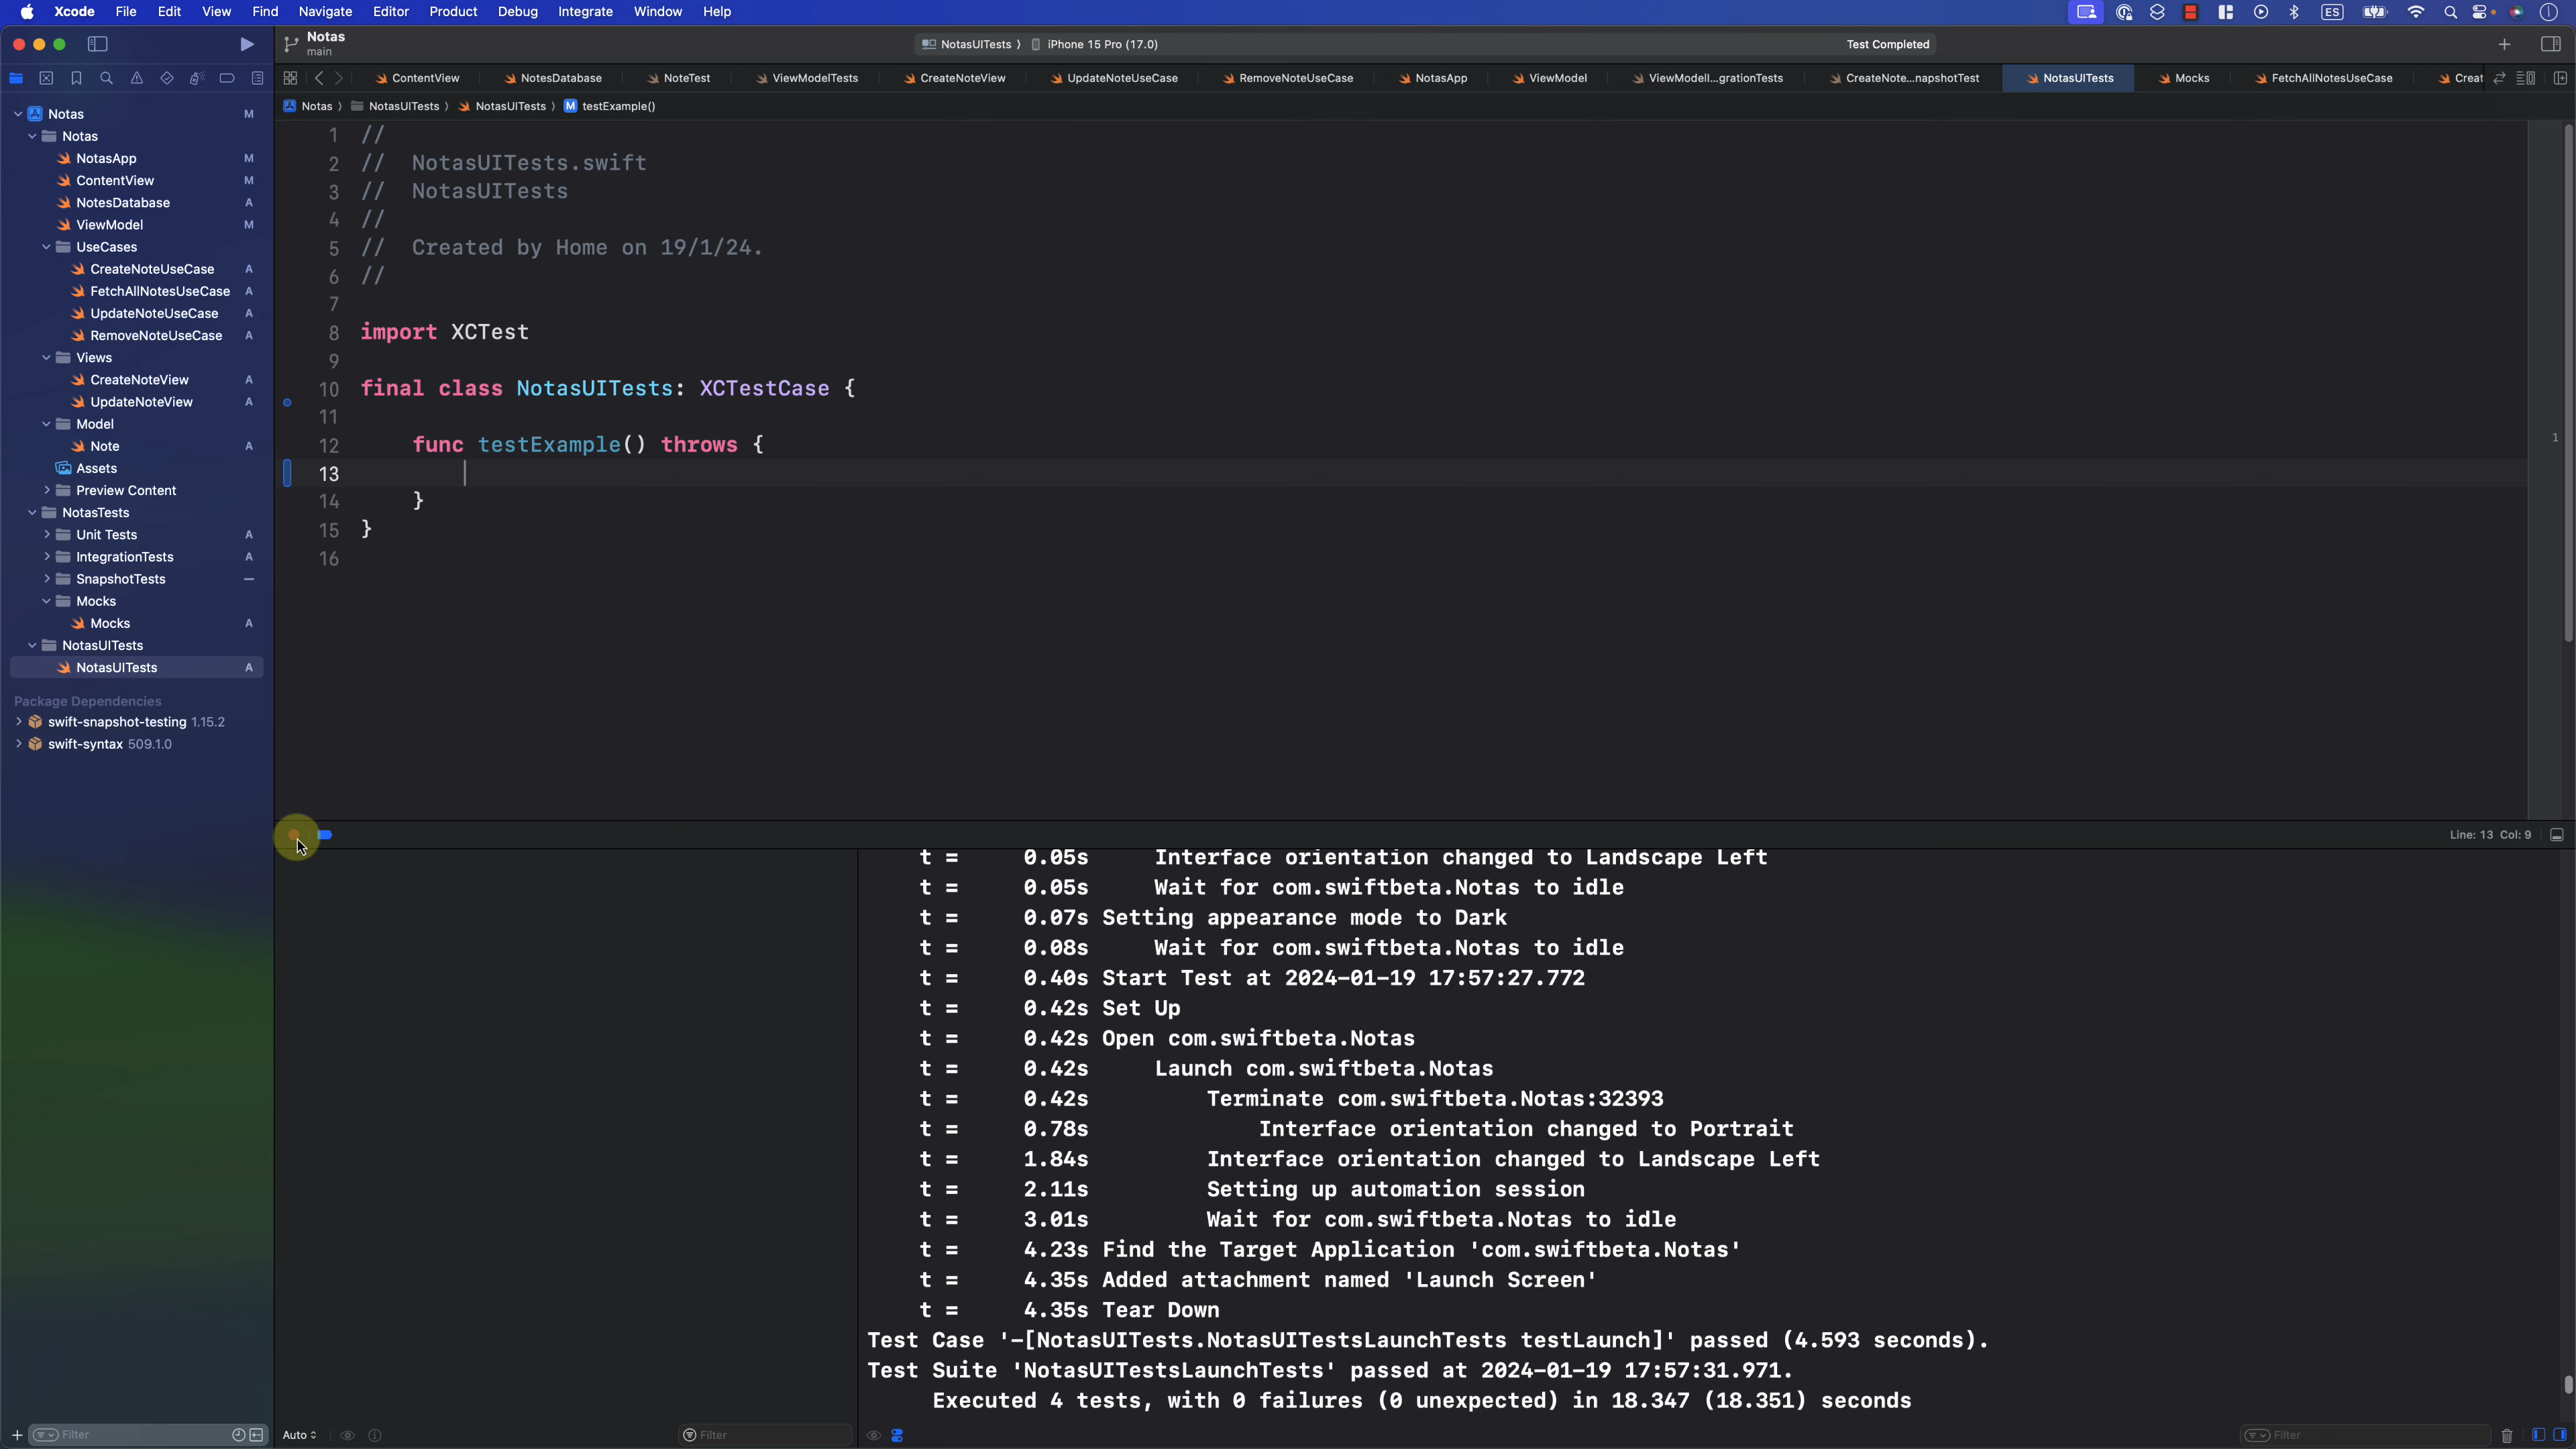 Xcode File Edit View Find Navigate Editor Product Debug Integrate Window Help
ES
Notas
main
NotasUITests
iPhone 15 Pro (17.0)
Test Completed
ContentView
NotesDatabase
NoteTest
ViewModelTests
CreateNoteView
UpdateNoteUseCase
RemoveNoteUseCase
NotasApp
ViewModel
ViewModelI...grationTests
CreateNote...napshotTest
NotasUITests
Mocks
FetchAllNotesUseCase
Creat
Notas
NotasUITests
NotasUITests
M testExample()
Notas M
Notas
NotasApp M
ContentView M
NotesDatabase A
ViewModel M
UseCases
CreateNoteUseCase A
FetchAllNotesUseCase A
UpdateNoteUseCase A
RemoveNoteUseCase A
Views
CreateNoteView A
UpdateNoteView A
Model
Note A
Assets
Preview Content
NotasTests
Unit Tests A
IntegrationTests A
SnapshotTests
Mocks
Mocks A
NotasUITests
NotasUITests A
Package Dependencies
swift-snapshot-testing 1.15.2
swift-syntax 509.1.0
Filter
1 //
2 // NotasUITests.swift
3 // NotasUITests
4 //
5 // Created by Home on 19/1/24.
6 //
7
8 import XCTest
9
10 final class NotasUITests: XCTestCase {
11
12 func testExample() throws {
13
14 }
15 }
16
1
Line: 13 Col: 9
t = 0.05s Interface orientation changed to Landscape Left
t = 0.05s Wait for com.swiftbeta.Notas to idle
t = 0.07s Setting appearance mode to Dark
t = 0.08s Wait for com.swiftbeta.Notas to idle
t = 0.40s Start Test at 2024-01-19 17:57:27.772
t = 0.42s Set Up
t = 0.42s Open com.swiftbeta.Notas
t = 0.42s Launch com.swiftbeta.Notas
t = 0.42s Terminate com.swiftbeta.Notas:32393
t = 0.78s Interface orientation changed to Portrait
t = 1.84s Interface orientation changed to Landscape Left
t = 2.11s Setting up automation session
t = 3.01s Wait for com.swiftbeta.Notas to idle
t = 4.23s Find the Target Application 'com.swiftbeta.Notas'
t = 4.35s Added attachment named 'Launch Screen'
t = 4.35s Tear Down
Test Case '-[NotasUITests.NotasUITestsLaunchTests testLaunch]' passed (4.593 seconds).
Test Suite 'NotasUITestsLaunchTests' passed at 2024-01-19 17:57:31.971.
Executed 4 tests, with 0 failures (0 unexpected) in 18.347 (18.351) seconds
Auto
Filter
Filter